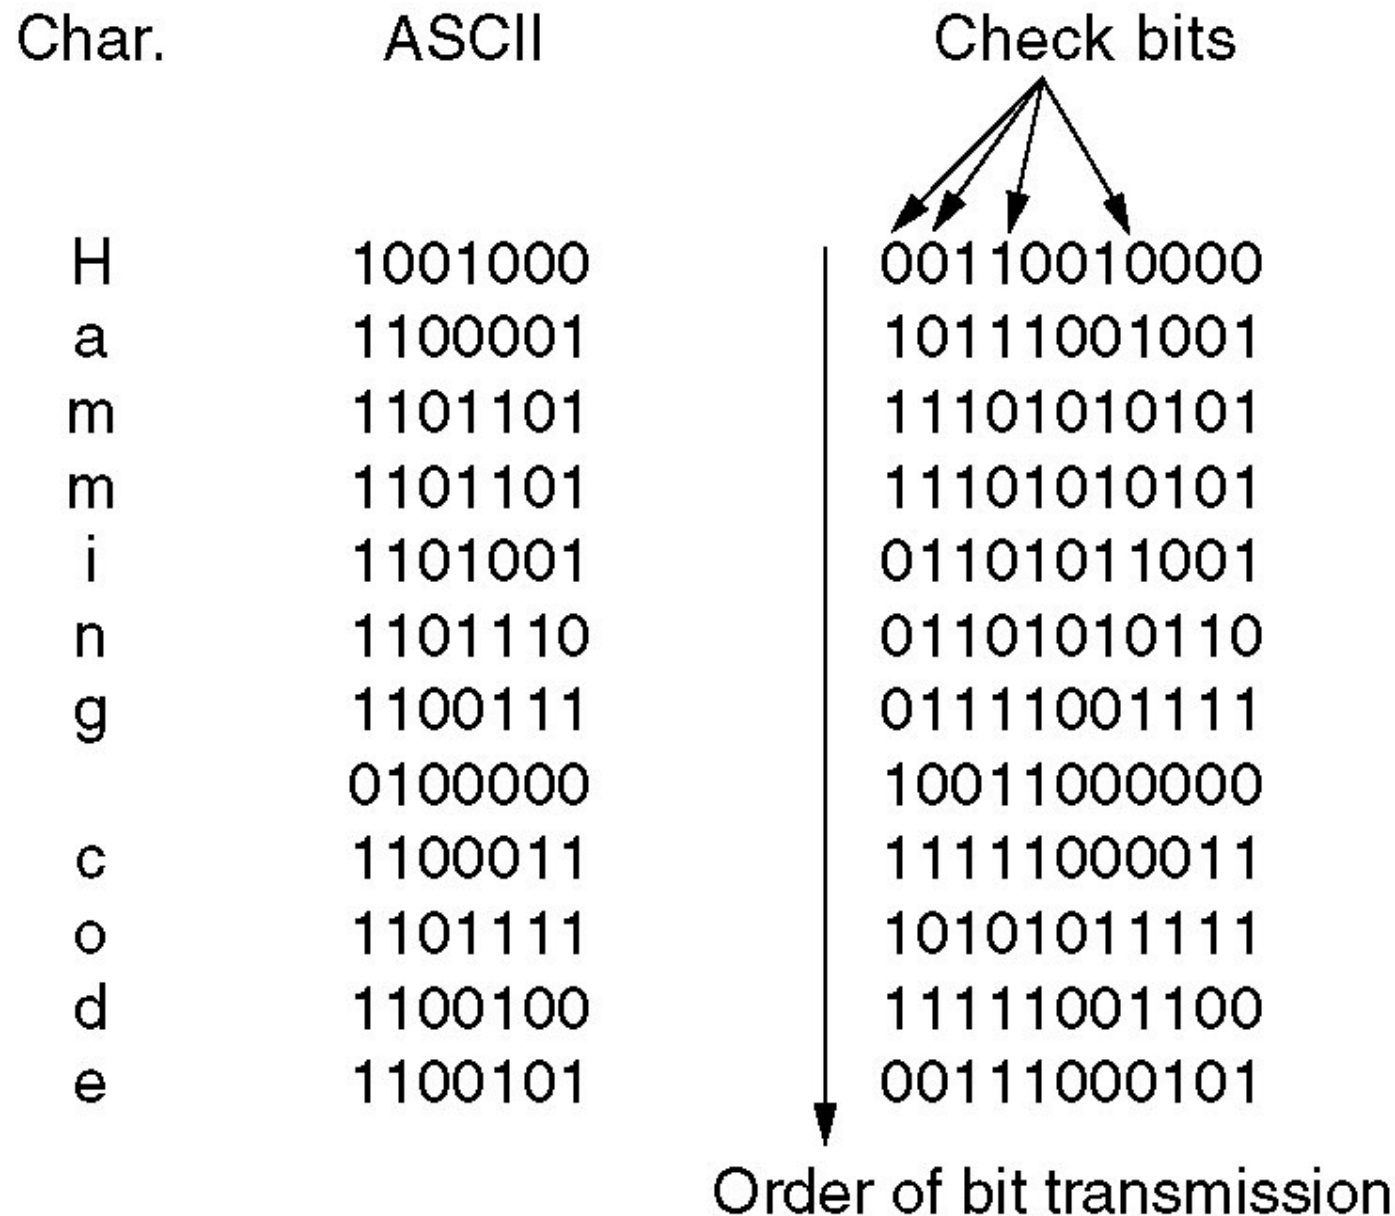 Char. ASCII Check bits
H 1001000 00110010000
a 1100001 10111001001
m 1101101 11101010101
m 1101101 11101010101
i 1101001 01101011001
n 1101110 01101010110
g 1100111 01111001111
0100000 10011000000
c 1100011 11111000011
o 1101111 10101011111
d 1100100 11111001100
e 1100101 00111000101
Order of bit transmission